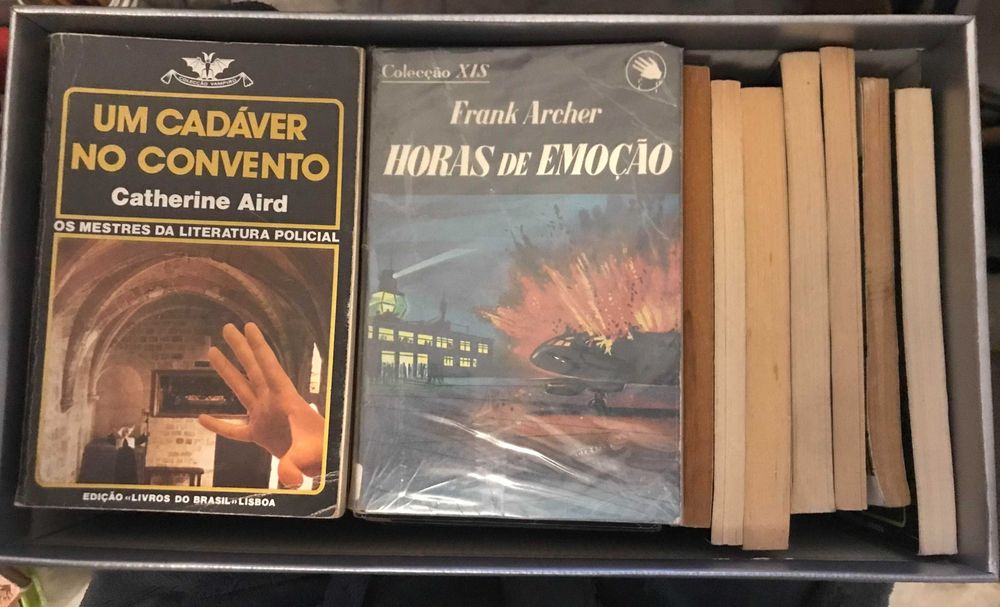 COLECÇÃO VAMPIRO
UM CADÁVER
NO CONVENTO
Catherine Aird
OS MESTRES DA LITERATURA POLICIAL
EDIÇÃO «LIVROS DO BRASIL» LISBOA
Colecção XIS
Frank Archer
HORAS DE EMOÇÃO